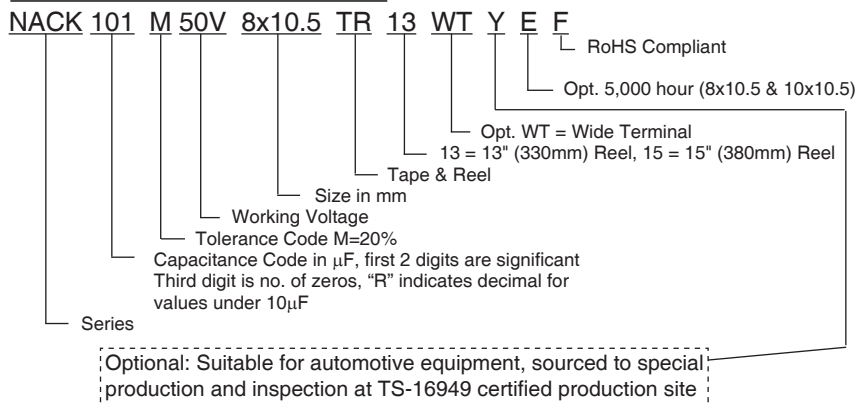 NACK 101 M 50V 8x10.5 TR 13 WT Y E F
RoHS Compliant
Opt. 5,000 hour (8x10.5 & 10x10.5)
Opt. WT = Wide Terminal
13 = 13" (330mm) Reel, 15 = 15" (380mm) Reel
Tape & Reel
Size in mm
Working Voltage
Tolerance Code M=20%
Capacitance Code in μF, first 2 digits are significant
Third digit is no. of zeros, “R” indicates decimal for
values under 10μF
Series
Optional: Suitable for automotive equipment, sourced to special
production and inspection at TS-16949 certified production site